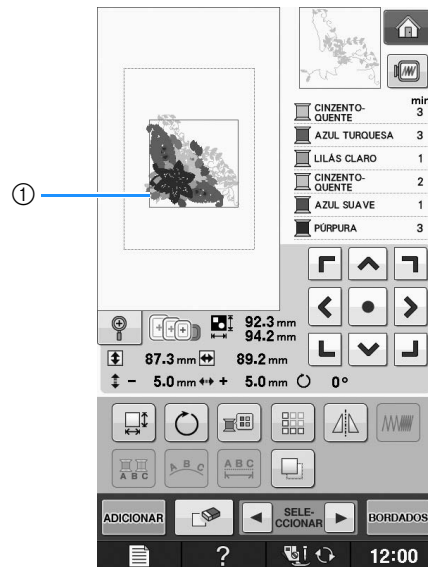 ①
min
CINZENTO-
QUENTE 3
AZUL TURQUESA 3
LILÁS CLARO 1
CINZENTO-
QUENTE 2
AZUL SUAVE 1
PÚRPURA 3
92.3 mm
94.2 mm
87.3 mm 89.2 mm
- 5.0 mm + 5.0 mm 0°
A B C A B C A B C
ADICIONAR SELE-
CCIONAR BORDADOS
? 12:00